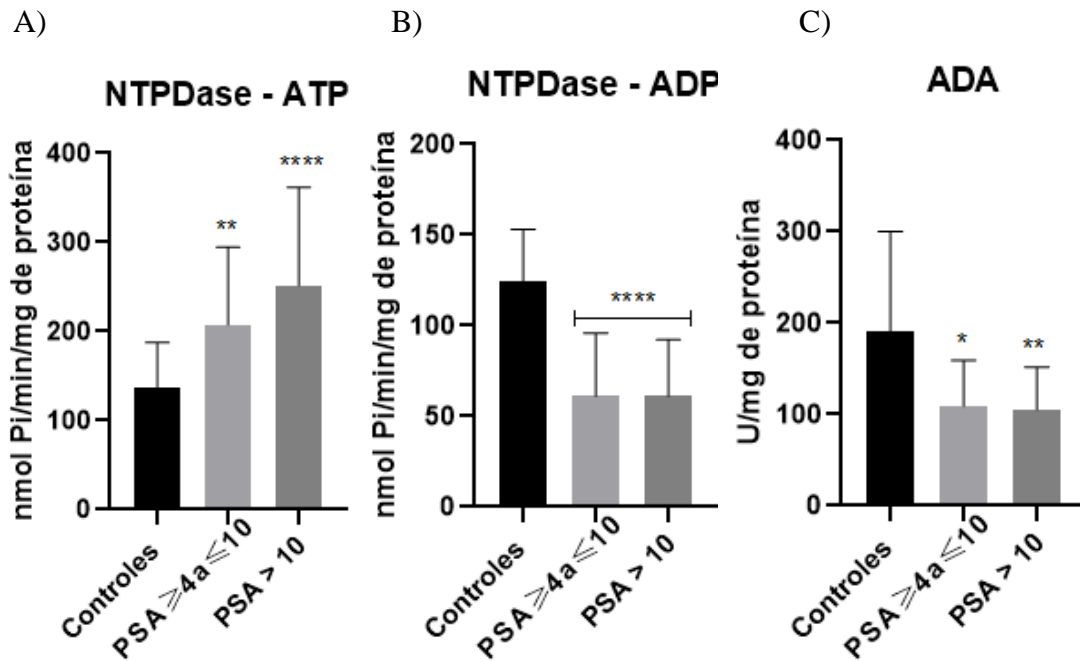 A)
B)
C)
NTPDase - ATP
nmol Pi/min/mg de proteína
400
300
200
100
0
**
****
Controles
PSA ⩾4a⩽10
PSA > 10
NTPDase - ADP
nmol Pi/min/mg de proteína
200
150
100
50
0
****
Controles
PSA ⩾4a⩽10
PSA > 10
ADA
U/mg de proteína
400
300
200
100
0
*
**
Controles
PSA ⩾4a⩽10
PSA > 10